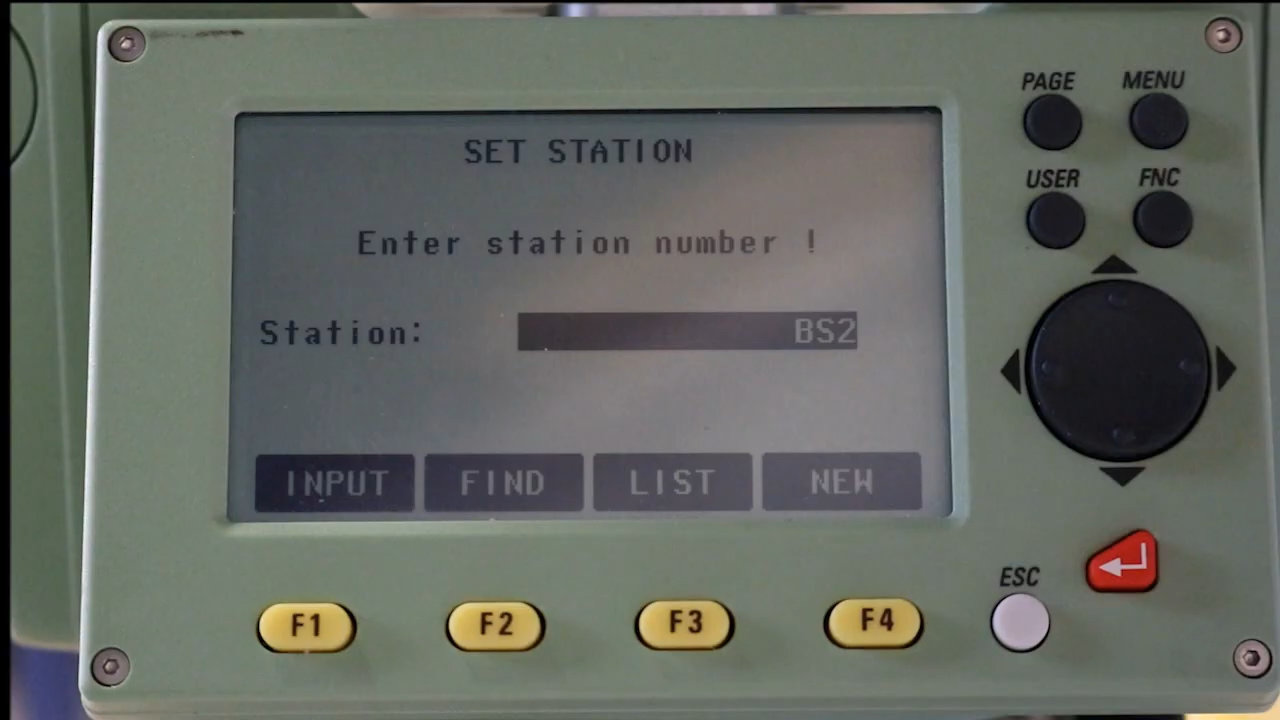 SET STATION
Enter station number !
Station: BS2
INPUT FIND LIST NEW
PAGE MENU
USER FNC
ESC
F1 F2 F3 F4